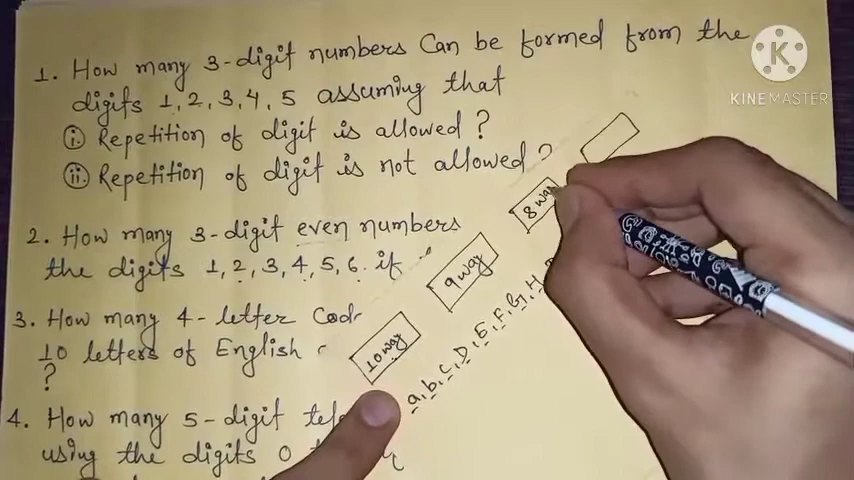 1. How many 3-digit numbers Can be formed from the
digits 1, 2, 3, 4, 5 assuming that
(i). Repetition of digit is allowed ?
(ii) Repetition of digit is not allowed ?
2. How many 3-digit even numbers
the digits 1, 2, 3, 4, 5, 6. if
3. How many 4-letter
10 letters of English
?
4. How many 5-digit
using the digits 0
10 way
9 way
8 way
a, b, C, D, E, F, G, H
KINEMASTER